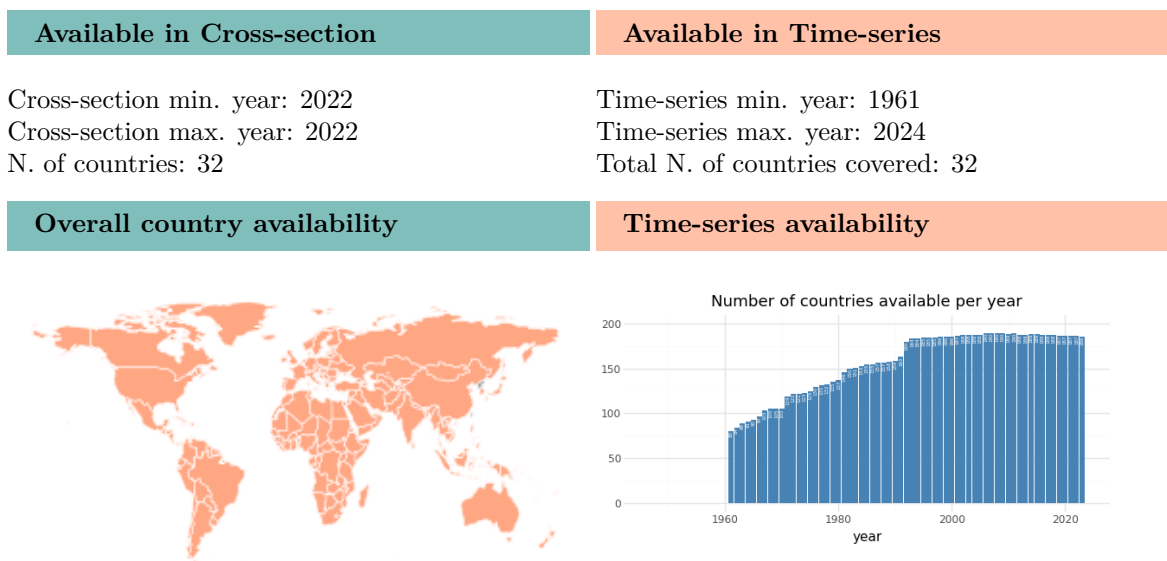 Available in Cross-section
Available in Time-series
Cross-section min. year: 2022
Cross-section max. year: 2022
N. of countries: 32
Time-series min. year: 1961
Time-series max. year: 2024
Total N. of countries covered: 32
Overall country availability
Time-series availability
Number of countries available per year
200
150
100
50
0
1960
1980
2000
2020
year